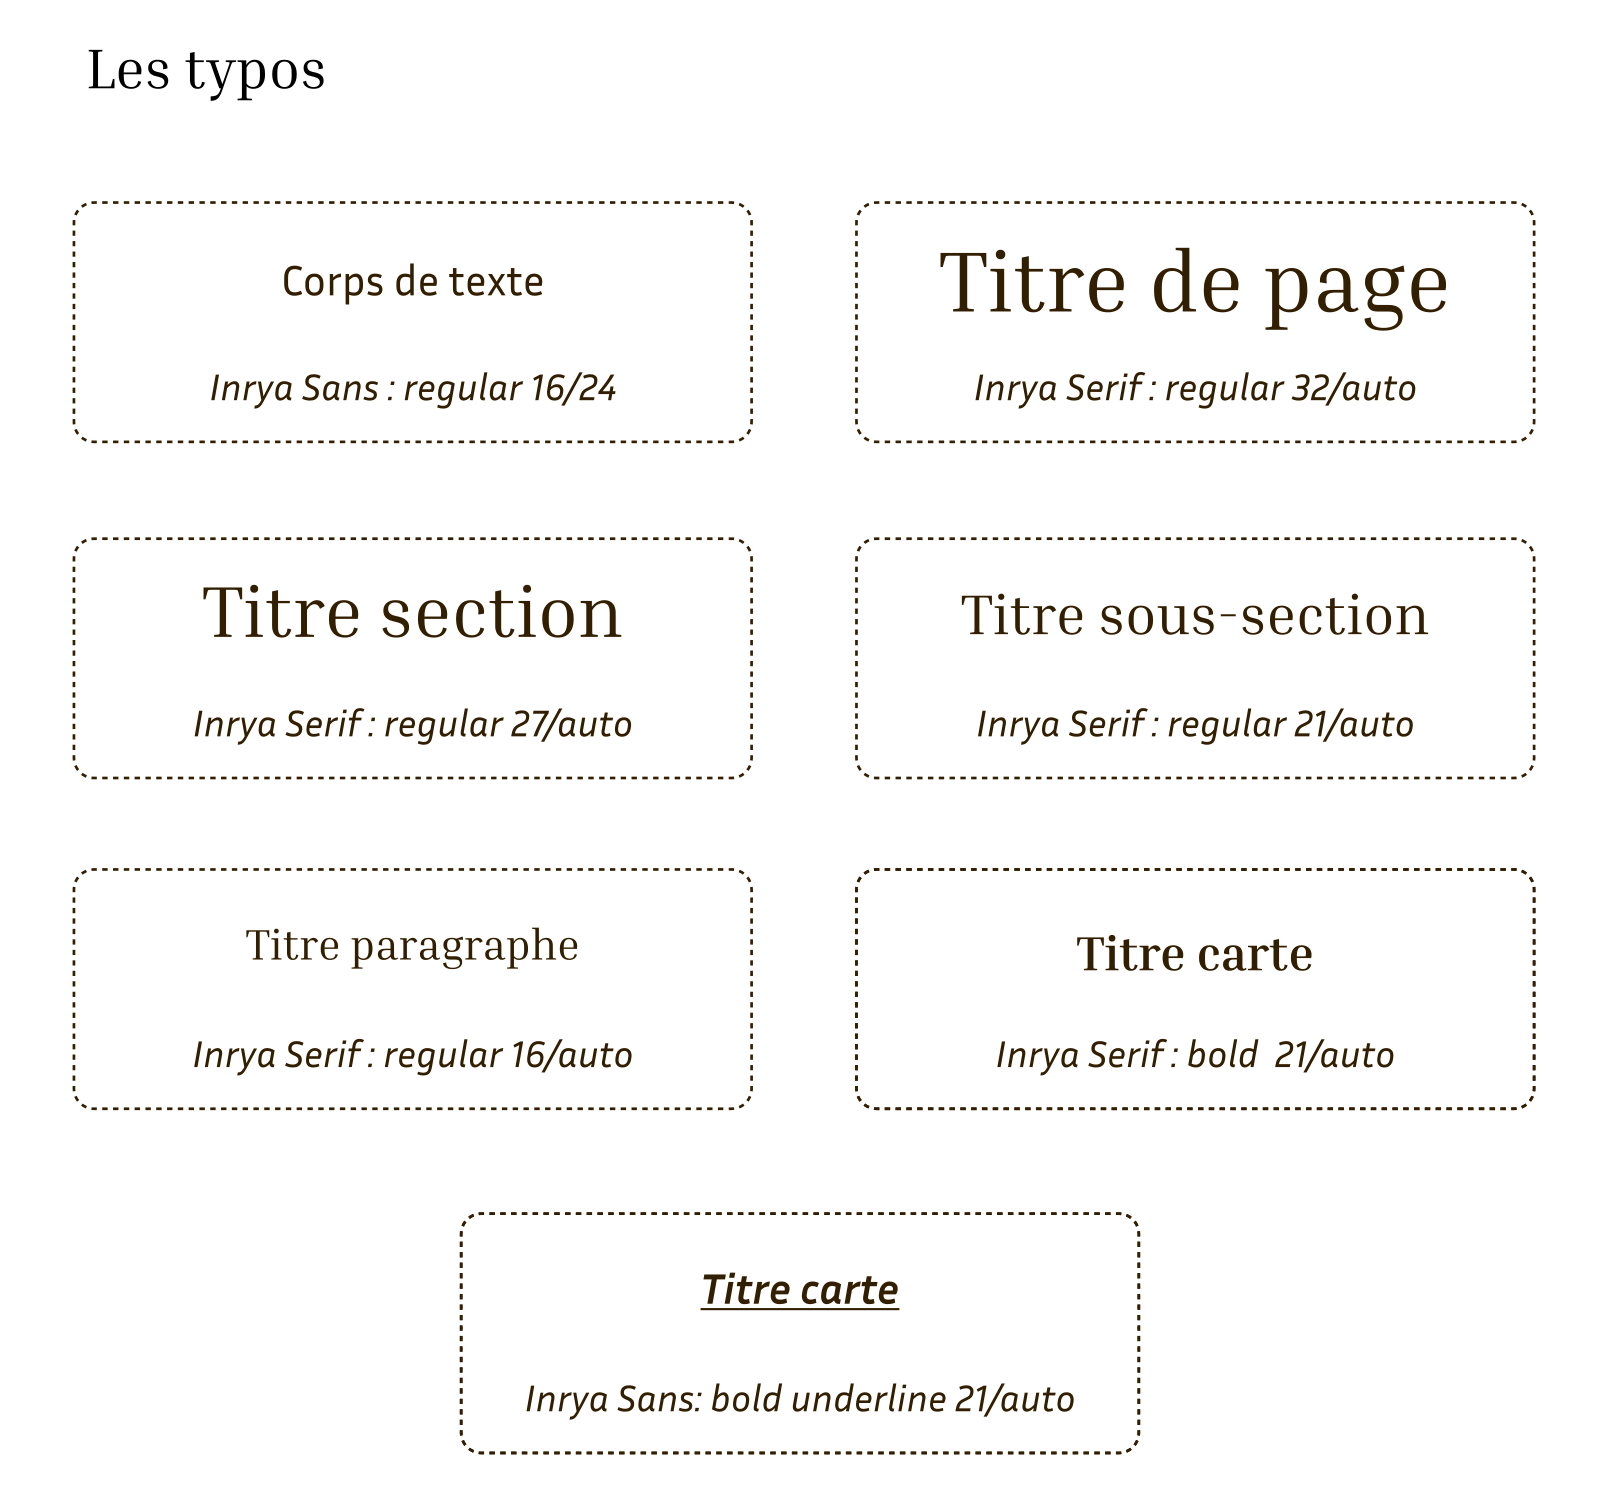 Les typos
Corps de texte
Inrya Sans : regular 16/24
Titre de page
Inrya Serif : regular 32/auto
Titre section
Inrya Serif : regular 27/auto
Titre sous-section
Inrya Serif : regular 21/auto
Titre paragraphe
Inrya Serif : regular 16/auto
Titre carte
Inrya Serif : bold  21/auto
Titre carte
Inrya Sans: bold underline 21/auto